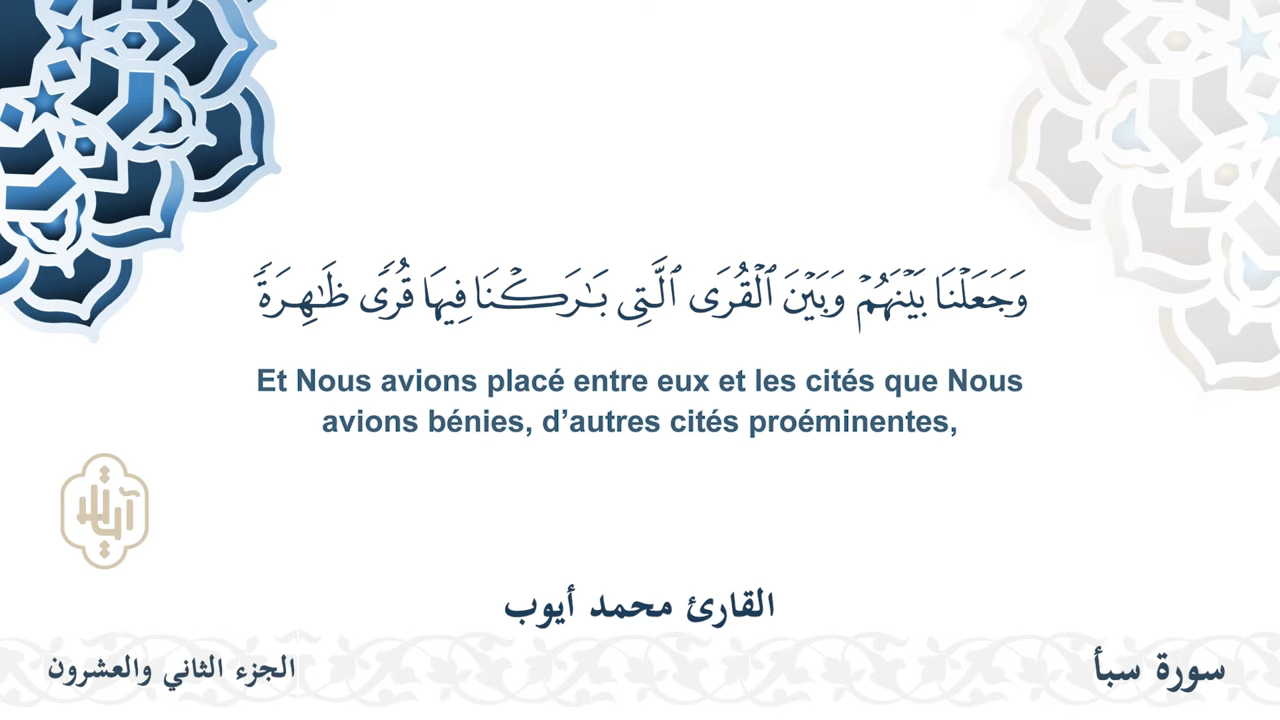 وَجَعَلۡنَا بَيۡنَهُمۡ وَبَيۡنَ ٱلۡقُرَى ٱلَّتِي بَٰرَكۡنَا فِيهَا قُرٗى ظَٰهِرَةٗ
Et Nous avions placé entre eux et les cités que Nous
avions bénies, d’autres cités proéminentes,
القارئ محمد أيوب
الجزء الثاني والعشرون
سورة سبأ